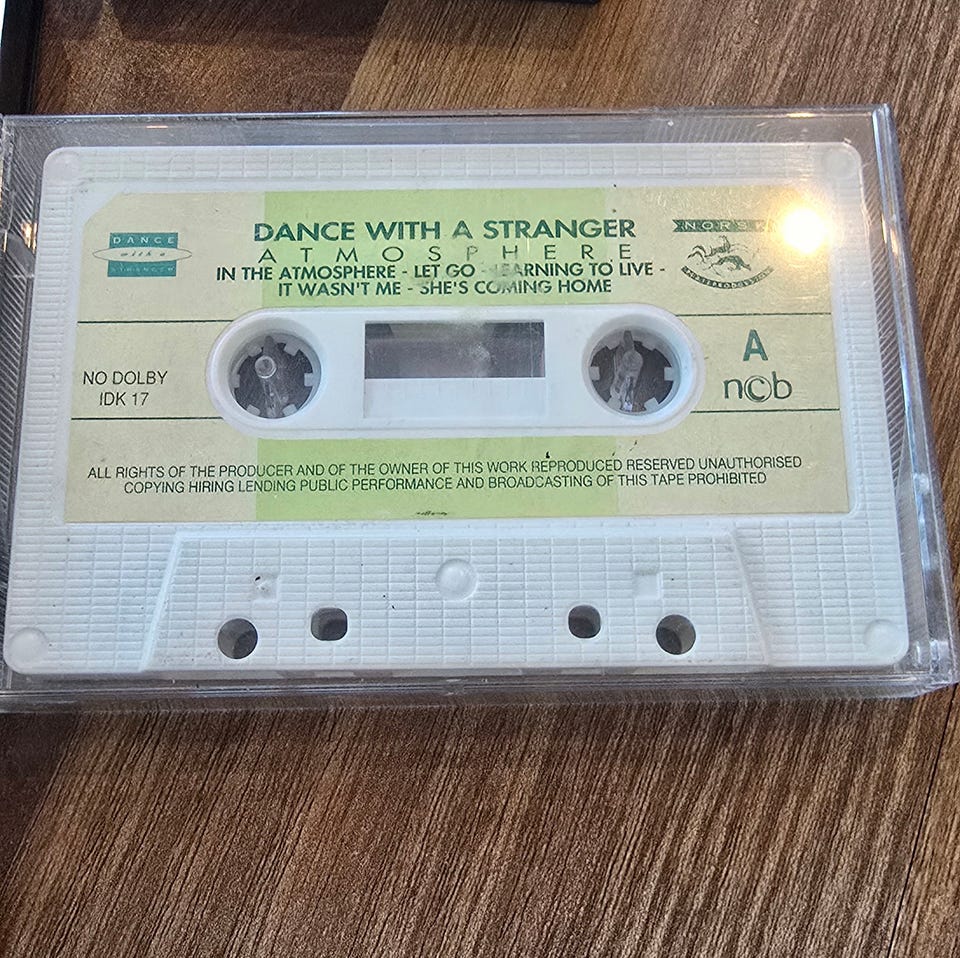 DANCE
with a
STRANGER
DANCE WITH A STRANGER
ATMOSPHERE
IN THE ATMOSPHERE - LET GO - LEARNING TO LIVE -
IT WASN'T ME - SHE'S COMING HOME
NO DOLBY
IDK 17
A
n©b
ALL RIGHTS OF THE PRODUCER AND OF THE OWNER OF THIS WORK REPRODUCED RESERVED UNAUTHORISED
COPYING HIRING LENDING PUBLIC PERFORMANCE AND BROADCASTING OF THIS TAPE PROHIBITED